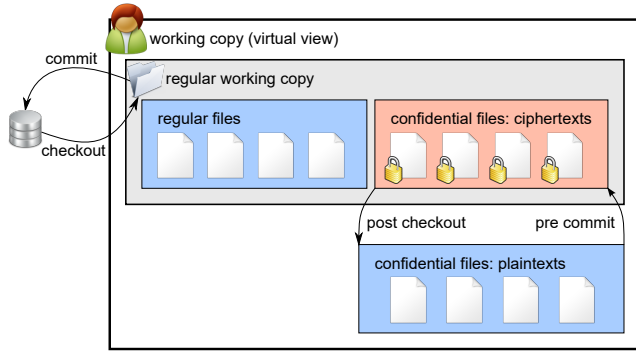 working copy (virtual view)
commit
regular working copy
regular files
confidential files: ciphertexts
checkout
post checkout
pre commit
confidential files: plaintexts